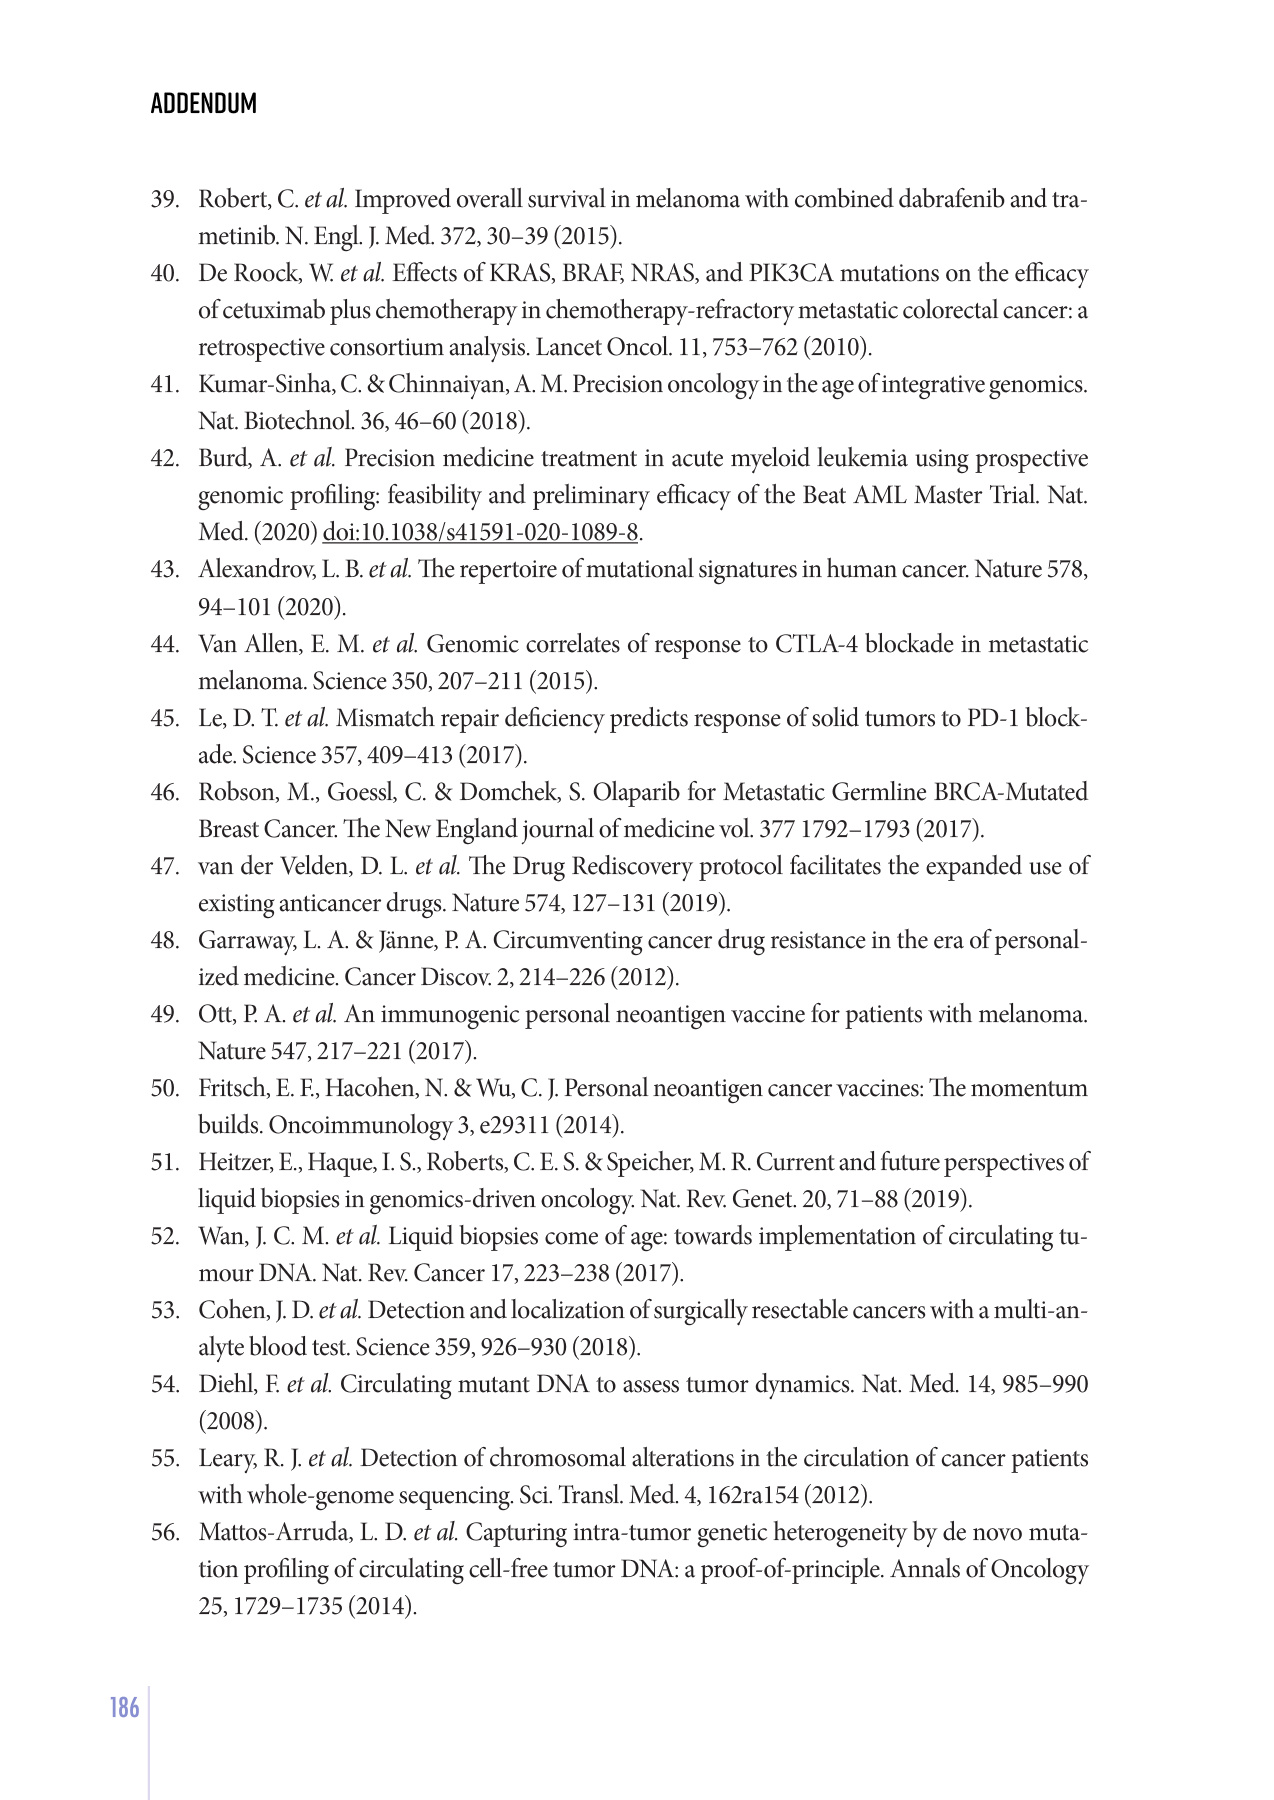 ADDENDUM
39. Robert, C. et al. Improved overall survival in melanoma with combined dabrafenib and tra-
metinib. N. Engl. J. Med. 372, 30–39 (2015).
40. De Roock, W. et al. Effects of KRAS, BRAF, NRAS, and PIK3CA mutations on the efficacy
of cetuximab plus chemotherapy in chemotherapy-refractory metastatic colorectal cancer: a
retrospective consortium analysis. Lancet Oncol. 11, 753–762 (2010).
41. Kumar-Sinha, C. & Chinnaiyan, A. M. Precision oncology in the age of integrative genomics.
Nat. Biotechnol. 36, 46–60 (2018).
42. Burd, A. et al. Precision medicine treatment in acute myeloid leukemia using prospective
genomic profiling: feasibility and preliminary efficacy of the Beat AML Master Trial. Nat.
Med. (2020) doi:10.1038/s41591-020-1089-8.
43. Alexandrov, L. B. et al. The repertoire of mutational signatures in human cancer. Nature 578,
94–101 (2020).
44. Van Allen, E. M. et al. Genomic correlates of response to CTLA-4 blockade in metastatic
melanoma. Science 350, 207–211 (2015).
45. Le, D. T. et al. Mismatch repair deficiency predicts response of solid tumors to PD-1 block-
ade. Science 357, 409–413 (2017).
46. Robson, M., Goessl, C. & Domchek, S. Olaparib for Metastatic Germline BRCA-Mutated
Breast Cancer. The New England journal of medicine vol. 377 1792–1793 (2017).
47. van der Velden, D. L. et al. The Drug Rediscovery protocol facilitates the expanded use of
existing anticancer drugs. Nature 574, 127–131 (2019).
48. Garraway, L. A. & Jänne, P. A. Circumventing cancer drug resistance in the era of personal-
ized medicine. Cancer Discov. 2, 214–226 (2012).
49. Ott, P. A. et al. An immunogenic personal neoantigen vaccine for patients with melanoma.
Nature 547, 217–221 (2017).
50. Fritsch, E. F., Hacohen, N. & Wu, C. J. Personal neoantigen cancer vaccines: The momentum
builds. Oncoimmunology 3, e29311 (2014).
51. Heitzer, E., Haque, I. S., Roberts, C. E. S. & Speicher, M. R. Current and future perspectives of
liquid biopsies in genomics-driven oncology. Nat. Rev. Genet. 20, 71–88 (2019).
52. Wan, J. C. M. et al. Liquid biopsies come of age: towards implementation of circulating tu-
mour DNA. Nat. Rev. Cancer 17, 223–238 (2017).
53. Cohen, J. D. et al. Detection and localization of surgically resectable cancers with a multi-an-
alyte blood test. Science 359, 926–930 (2018).
54. Diehl, F. et al. Circulating mutant DNA to assess tumor dynamics. Nat. Med. 14, 985–990
(2008).
55. Leary, R. J. et al. Detection of chromosomal alterations in the circulation of cancer patients
with whole-genome sequencing. Sci. Transl. Med. 4, 162ra154 (2012).
56. Mattos-Arruda, L. D. et al. Capturing intra-tumor genetic heterogeneity by de novo muta-
tion profiling of circulating cell-free tumor DNA: a proof-of-principle. Annals of Oncology
25, 1729–1735 (2014).
186